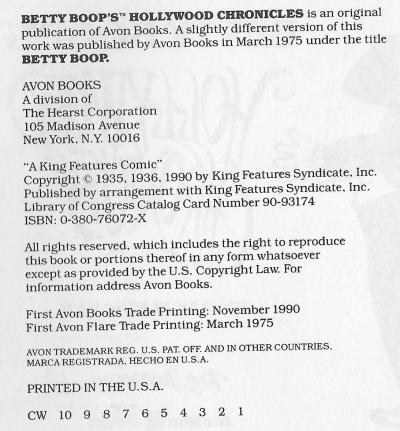 BETTY BOOP'S™ HOLLYWOOD CHRONICLES is an original
publication of Avon Books. A slightly different version of this
work was published by Avon Books in March 1975 under the title
BETTY BOOP.
AVON BOOKS
A division of
The Hearst Corporation
105 Madison Avenue
New York, N.Y. 10016
"A King Features Comic"
Copyright © 1935, 1936, 1990 by King Features Syndicate, Inc.
Published by arrangement with King Features Syndicate, Inc.
Library of Congress Catalog Card Number 90-93174
ISBN: 0-380-76072-X
All rights reserved, which includes the right to reproduce
this book or portions thereof in any form whatsoever
except as provided by the U.S. Copyright Law. For
information address Avon Books.
First Avon Books Trade Printing: November 1990
First Avon Flare Trade Printing: March 1975
AVON TRADEMARK REG. U.S. PAT. OFF. AND IN OTHER COUNTRIES,
MARCA REGISTRADA, HECHO EN U.S.A.
PRINTED IN THE U.S.A.
CW 10 9 8 7 6 5 4 3 2 1